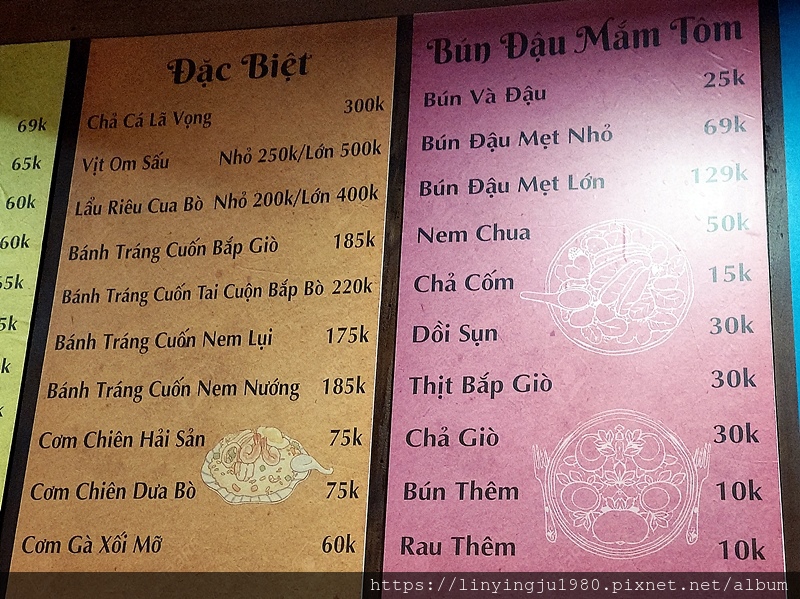 69k
65k
60k
60k
Đặc Biệt
Chả Cá Lã Vọng 300k
Vịt Om Sấu Nhỏ 250k/Lớn 500k
Lẩu Riêu Cua Bò Nhỏ 200k/Lớn 400k
Bánh Tráng Cuốn Bắp Giò 185k
Bánh Tráng Cuốn Tai Cuộn Bắp Bò 220k
Bánh Tráng Cuốn Nem Lụi 175k
Bánh Tráng Cuốn Nem Nướng 185k
Cơm Chiên Hải Sản 75k
Cơm Chiên Dưa Bò 75k
Cơm Gà Xối Mỡ 60k
Bún Đậu Mắm Tôm
Bún Và Đậu 25k
Bún Đậu Mẹt Nhỏ 69k
Bún Đậu Mẹt Lớn 129k
Nem Chua 50k
Chả Cốm 15k
Dồi Sụn 30k
Thịt Bắp Giò 30k
Chả Giò 30k
Bún Thêm 10k
Rau Thêm 10k
https://linyingju1980.pixnet.net/album